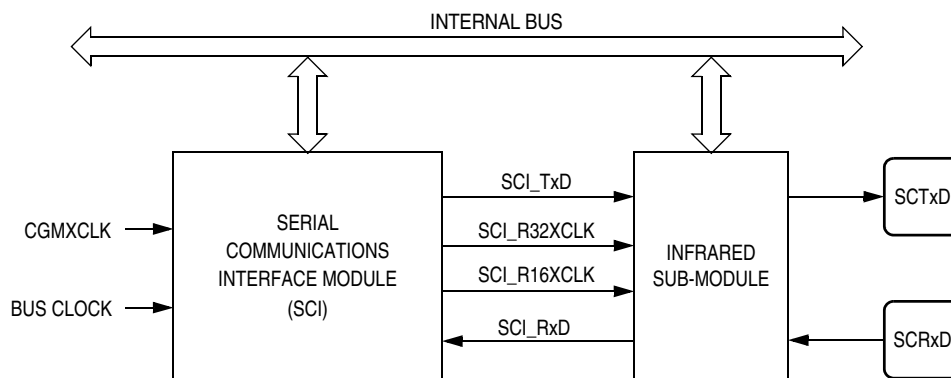 INTERNAL BUS
SCI_TxD
SCTxD
CGMXCLK
SERIAL
COMMUNICATIONS
INTERFACE MODULE
(SCI)
SCI_R32XCLK
INFRARED
SUB-MODULE
SCI_R16XCLK
BUS CLOCK
SCI_RxD
SCRxD